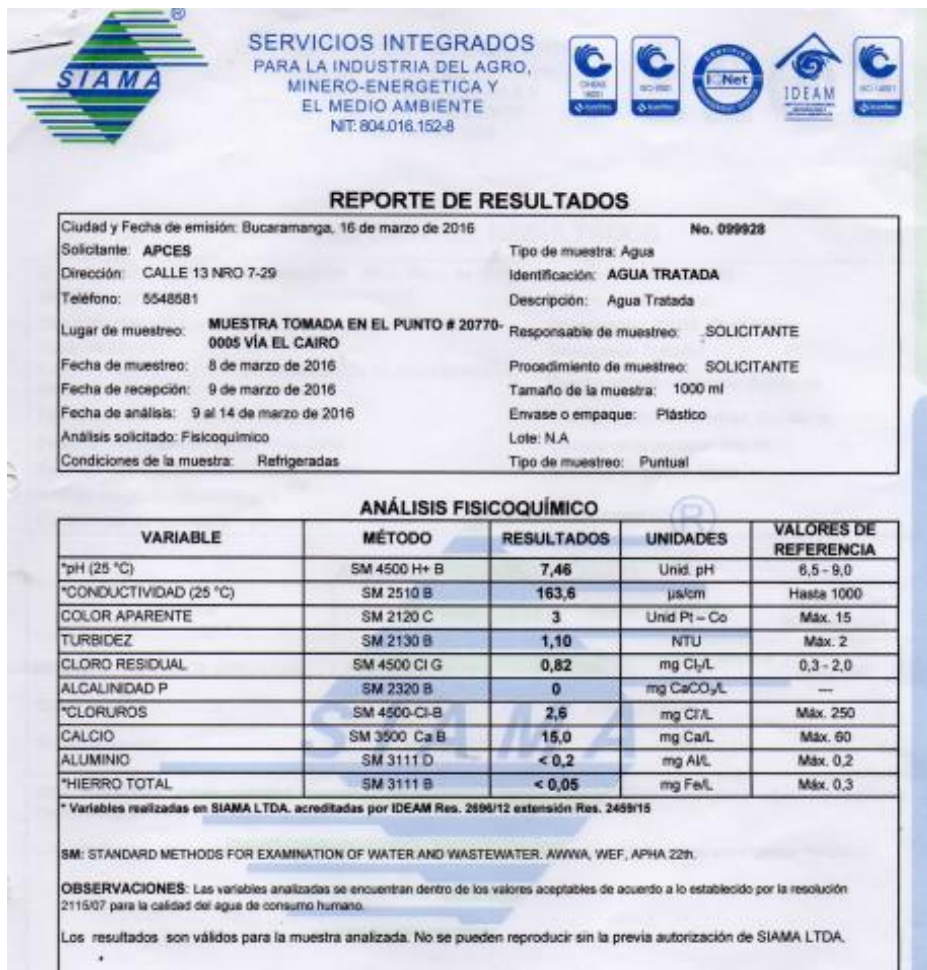 ®
SIAMA
SERVICIOS INTEGRADOS
PARA LA INDUSTRIA DEL AGRO,
MINERO-ENERGETICA Y
EL MEDIO AMBIENTE
NIT: 804.016.152-8
IQNet
IDEAM
REPORTE DE RESULTADOS
Ciudad y Fecha de emisión: Bucaramanga, 16 de marzo de 2016 No. 099928
Solicitante: APCES Tipo de muestra: Agua
Dirección: CALLE 13 NRO 7-29 Identificación: AGUA TRATADA
Teléfono: 5548581 Descripción: Agua Tratada
Lugar de muestreo: MUESTRA TOMADA EN EL PUNTO # 20770- Responsable de muestreo: SOLICITANTE
0005 VÍA EL CAIRO
Fecha de muestreo: 8 de marzo de 2016 Procedimiento de muestreo: SOLICITANTE
Fecha de recepción: 9 de marzo de 2016 Tamaño de la muestra: 1000 ml
Fecha de análisis: 9 al 14 de marzo de 2016 Envase o empaque: Plástico
Análisis solicitado: Fisicoquímico Lote: N.A
Condiciones de la muestra: Refrigeradas Tipo de muestreo: Puntual
ANÁLISIS FISICOQUÍMICO
VARIABLE MÉTODO RESULTADOS UNIDADES VALORES DE REFERENCIA
*pH (25 °C) SM 4500 H+ B 7,46 Unid. pH 6,5 - 9,0
*CONDUCTIVIDAD (25 °C) SM 2510 B 163,6 µs/cm Hasta 1000
COLOR APARENTE SM 2120 C 3 Unid Pt – Co Máx. 15
TURBIDEZ SM 2130 B 1,10 NTU Máx. 2
CLORO RESIDUAL SM 4500 Cl G 0,82 mg Cl₂/L 0,3 - 2,0
ALCALINIDAD P SM 2320 B 0 mg CaCO₃/L ---
*CLORUROS SM 4500-Cl-B 2,6 mg Cl⁻/L Máx. 250
CALCIO SM 3500 Ca B 15,0 mg Ca/L Máx. 60
ALUMINIO SM 3111 D < 0,2 mg Al/L Máx. 0,2
*HIERRO TOTAL SM 3111 B < 0,05 mg Fe/L Máx. 0,3
* Variables realizadas en SIAMA LTDA. acreditadas por IDEAM Res. 2696/12 extensión Res. 2459/15
SM: STANDARD METHODS FOR EXAMINATION OF WATER AND WASTEWATER. AWWA, WEF, APHA 22th.
OBSERVACIONES: Las variables analizadas se encuentran dentro de los valores aceptables de acuerdo a lo establecido por la resolución
2115/07 para la calidad del agua de consumo humano.
Los resultados son válidos para la muestra analizada. No se pueden reproducir sin la previa autorización de SIAMA LTDA.